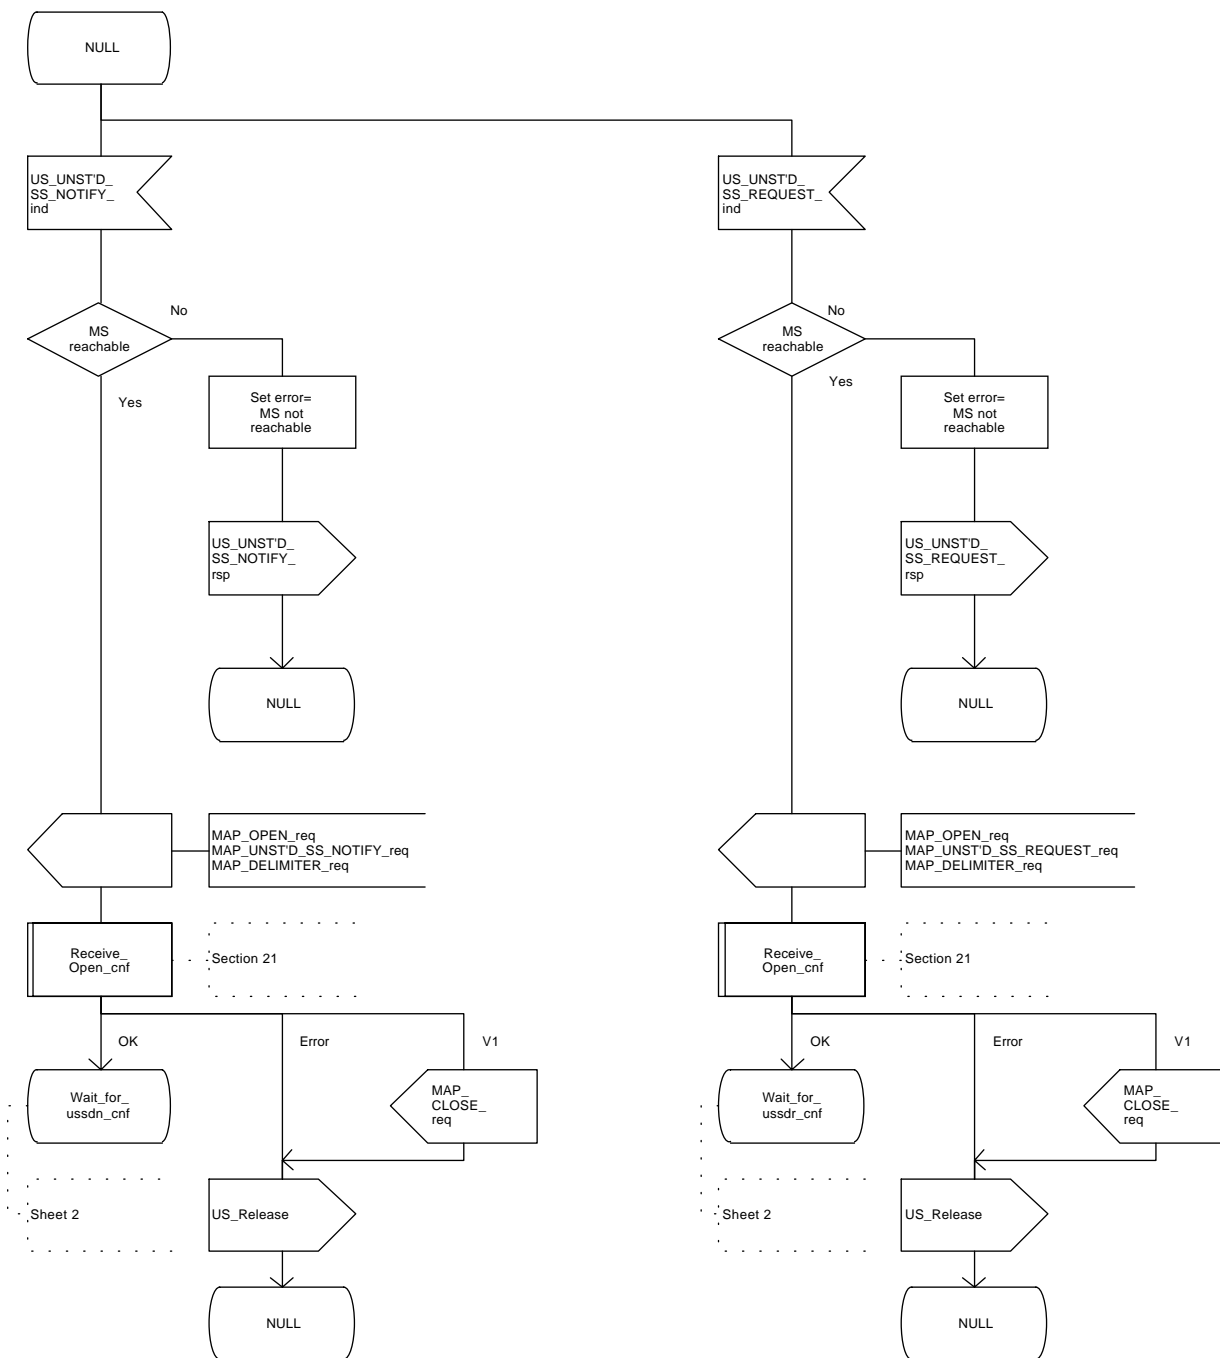 NULL
US_UNST'D_
SS_NOTIFY_
ind
US_UNST'D_
SS_REQUEST_
ind
No
MS
reachable
Yes
No
MS
reachable
Yes
Set error=
MS not
reachable
Set error=
MS not
reachable
US_UNST'D_
SS_NOTIFY_
rsp
US_UNST'D_
SS_REQUEST_
rsp
NULL
NULL
MAP_OPEN_req
MAP_UNST'D_SS_NOTIFY_req
MAP_DELIMITER_req
MAP_OPEN_req
MAP_UNST'D_SS_REQUEST_req
MAP_DELIMITER_req
Receive_
Open_cnf
Section 21
Receive_
Open_cnf
Section 21
OK
Error
V1
OK
Error
V1
Wait_for_
ussdn_cnf
MAP_
CLOSE_
req
Wait_for_
ussdr_cnf
MAP_
CLOSE_
req
Sheet 2
US_Release
Sheet 2
US_Release
NULL
NULL